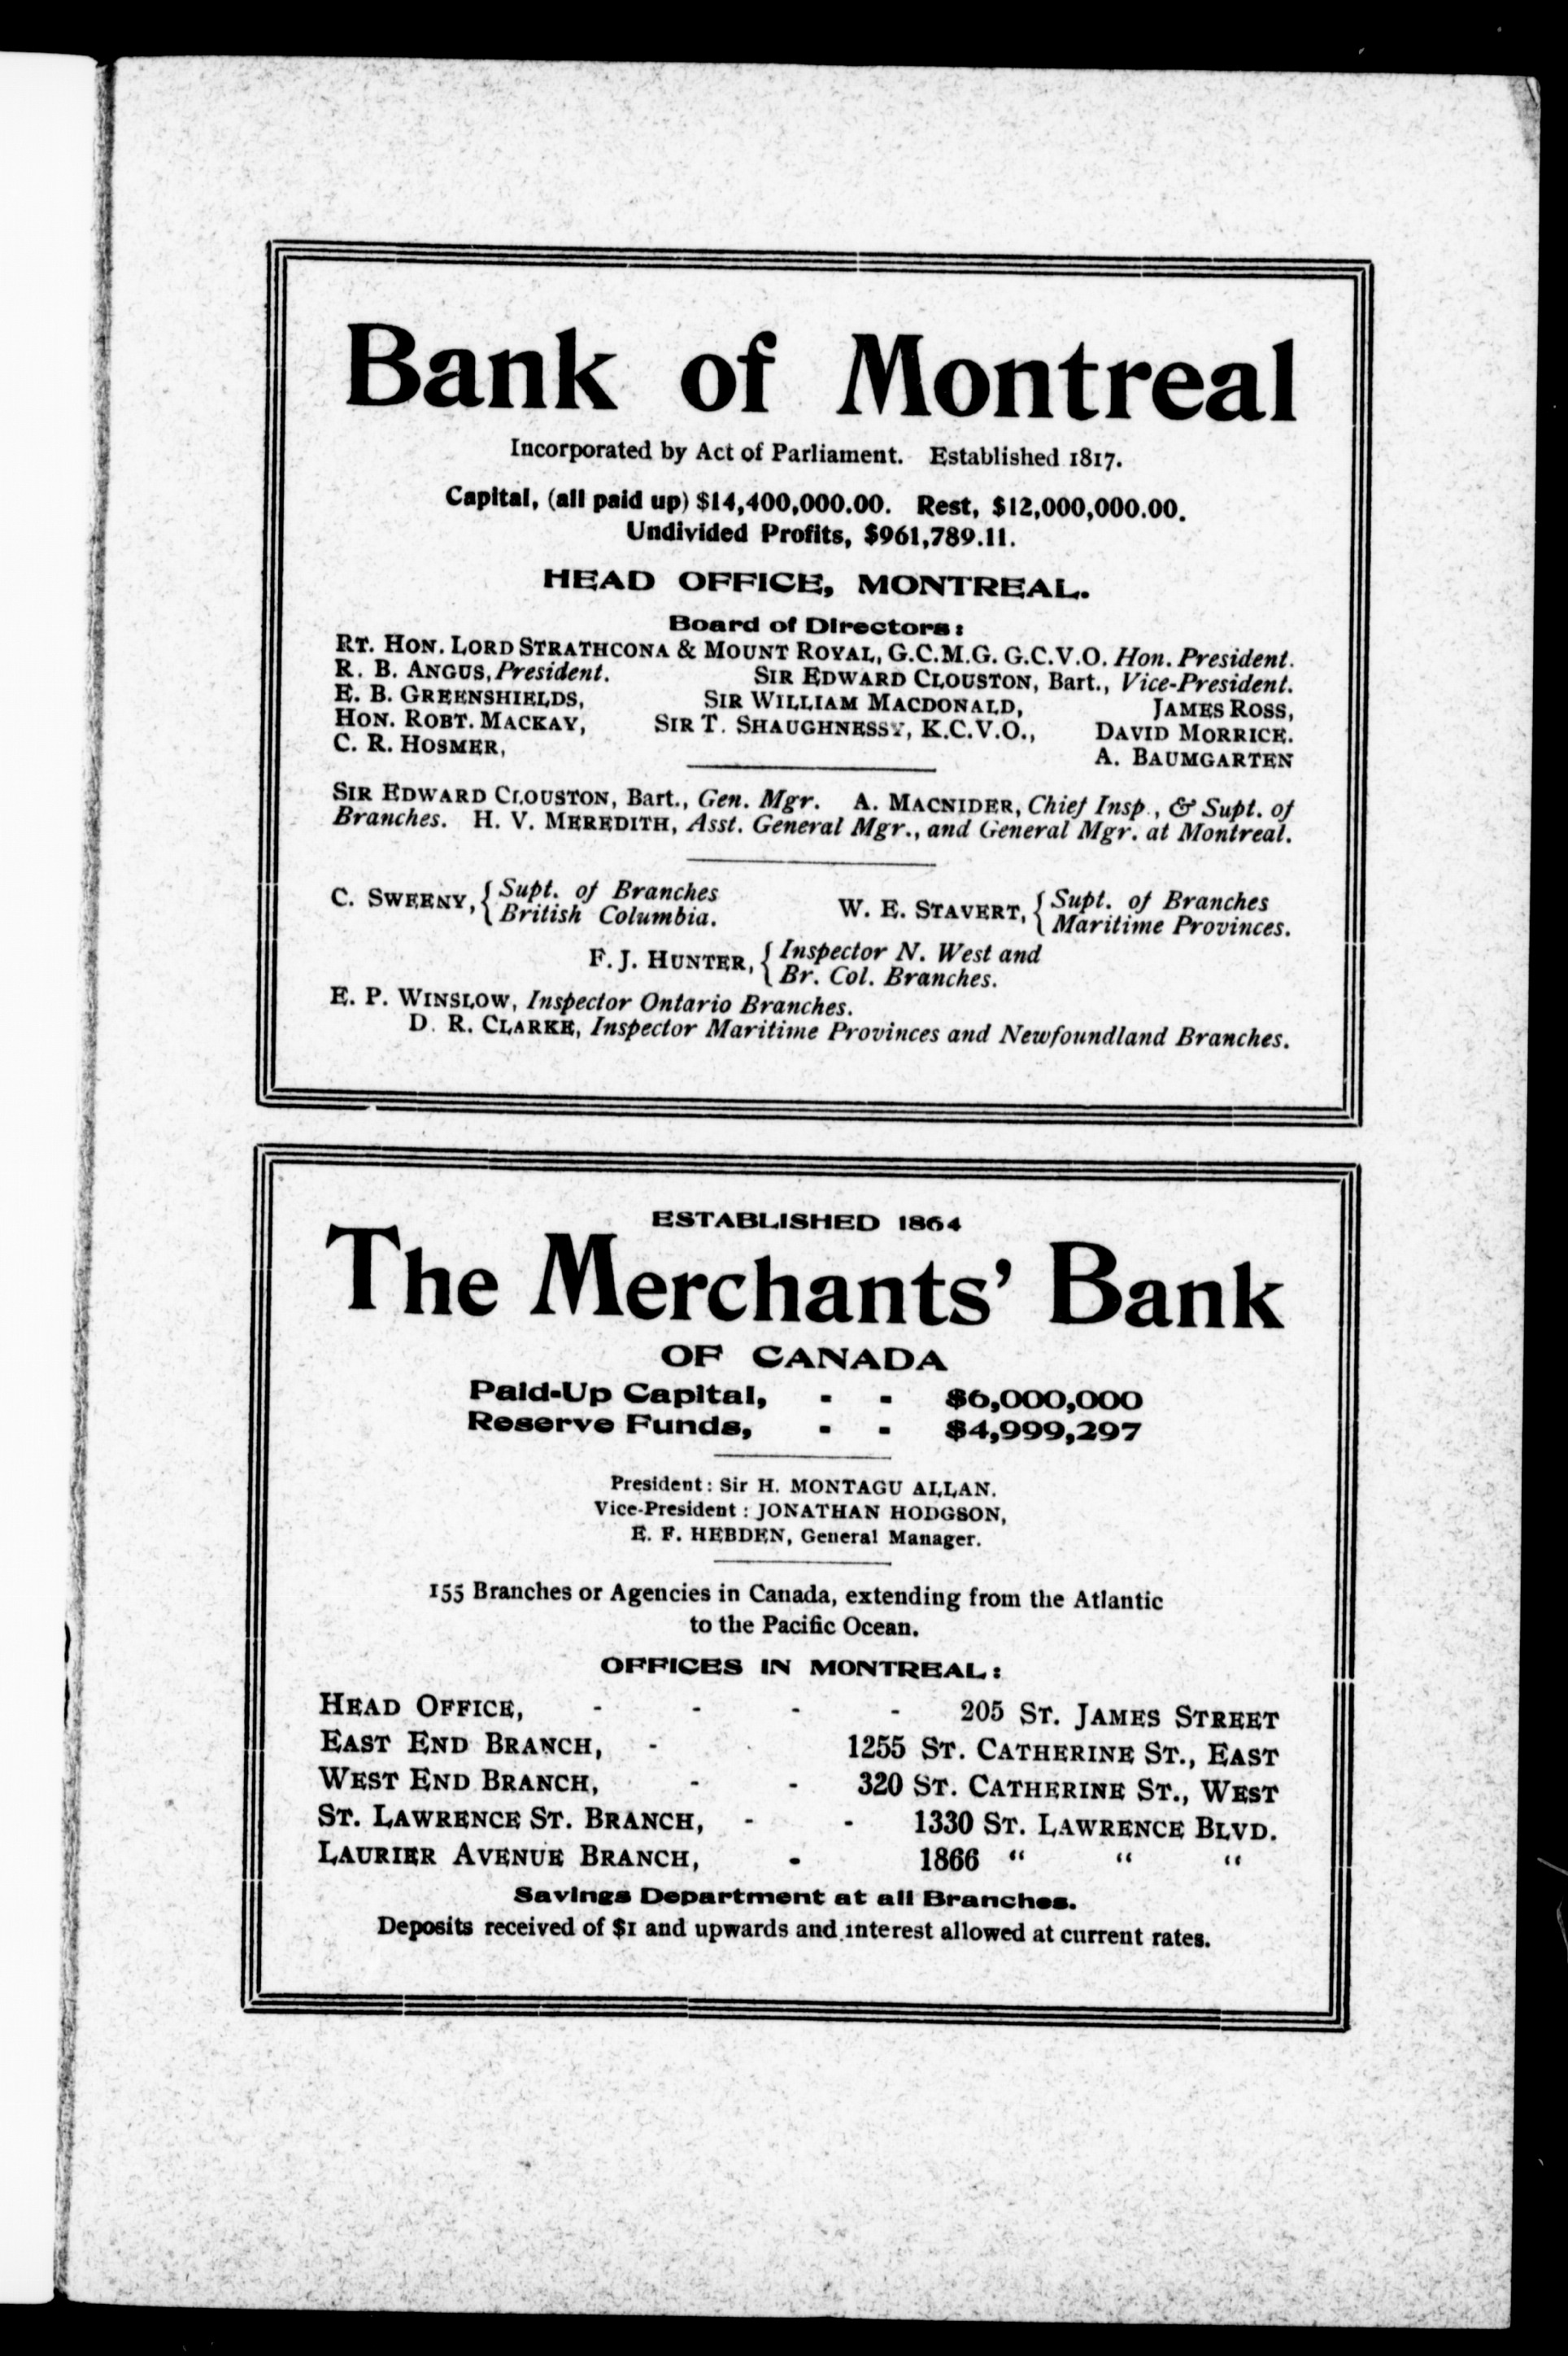 Bank of Montreal
Incorporated by Act of Parliament. Established 1817.
Capital, (all paid up) $14,400,000.00. Rest, $12,000,000.00.
Undivided Profits, $961,789.11.
HEAD OFFICE, MONTREAL.
Board of Directors:
RT. HON. LORD STRATHCONA & MOUNT ROYAL, G.C.M.G. G.C.V.O. Hon. President.
R. B. ANGUS, President. SIR EDWARD CLOUSTON, Bart., Vice-President.
E. B. GREENSHIELDS, SIR WILLIAM MACDONALD, JAMES ROSS,
HON. ROBT. MACKAY, SIR T. SHAUGHNESSY, K.C.V.O., DAVID MORRICE.
C. R. HOSMER, A. BAUMGARTEN
SIR EDWARD CLOUSTON, Bart., Gen. Mgr. A. MACNIDER, Chief Insp., & Supt. of
Branches. H. V. MEREDITH, Asst. General Mgr., and General Mgr. at Montreal.
C. SWEENY, { Supt. of Branches
British Columbia.
W. E. STAVERT, { Supt. of Branches
Maritime Provinces.
F. J. HUNTER, { Inspector N. West and
Br. Col. Branches.
E. P. WINSLOW, Inspector Ontario Branches.
D. R. CLARKE, Inspector Maritime Provinces and Newfoundland Branches.
ESTABLISHED 1864
The Merchants' Bank
OF CANADA
Paid-Up Capital, - - $6,000,000
Reserve Funds, - - $4,999,297
President: Sir H. MONTAGU ALLAN.
Vice-President: JONATHAN HODGSON,
E. F. HEBDEN, General Manager.
155 Branches or Agencies in Canada, extending from the Atlantic
to the Pacific Ocean.
OFFICES IN MONTREAL:
HEAD OFFICE, - - - - 205 ST. JAMES STREET
EAST END BRANCH, - 1255 ST. CATHERINE ST., EAST
WEST END BRANCH, - - 320 ST. CATHERINE ST., WEST
ST. LAWRENCE ST. BRANCH, - - 1330 ST. LAWRENCE BLVD.
LAURIER AVENUE BRANCH, - 1866 “ “ “
Savings Department at all Branches.
Deposits received of $1 and upwards and interest allowed at current rates.